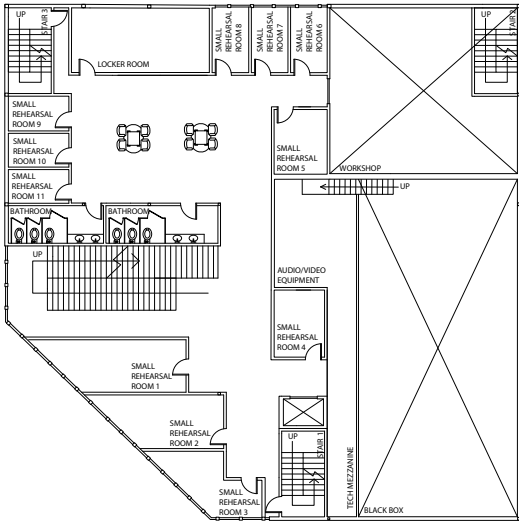 UP
STAIR 3
LOCKER ROOM
SMALL
REHEARSAL
ROOM 8
SMALL
REHEARSAL
ROOM 7
SMALL
REHEARSAL
ROOM 6
UP
STAIR 2
SMALL
REHEARSAL
ROOM 9
SMALL
REHEARSAL
ROOM 10
SMALL
REHEARSAL
ROOM 11
SMALL
REHEARSAL
ROOM 5
WORKSHOP
UP
BATHROOM
BATHROOM
UP
AUDIO/VIDEO
EQUIPMENT
SMALL
REHEARSAL
ROOM 4
SMALL
REHEARSAL
ROOM 1
SMALL
REHEARSAL
ROOM 2
UP
STAIR 1
TECH MEZZANINE
SMALL
REHEARSAL
ROOM 3
BLACK BOX